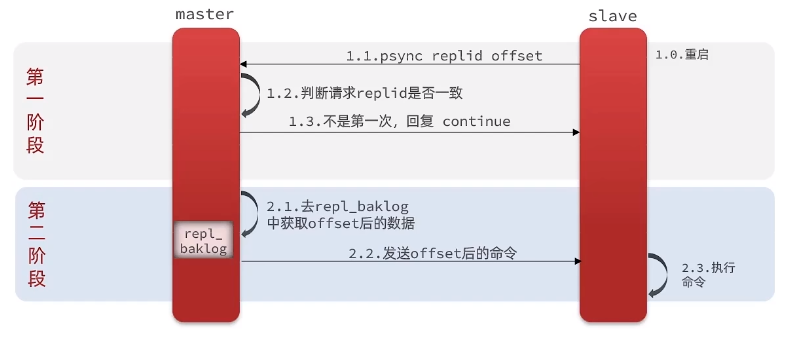 master
slave
第一阶段
1.0.重启
1.1.psync replid offset
1.2.判断请求replid是否一致
1.3.不是第一次，回复 continue
第二阶段
2.1.去repl_baklog
中获取offset后的数据
repl_
baklog
2.2.发送offset后的命令
2.3.执行
命令